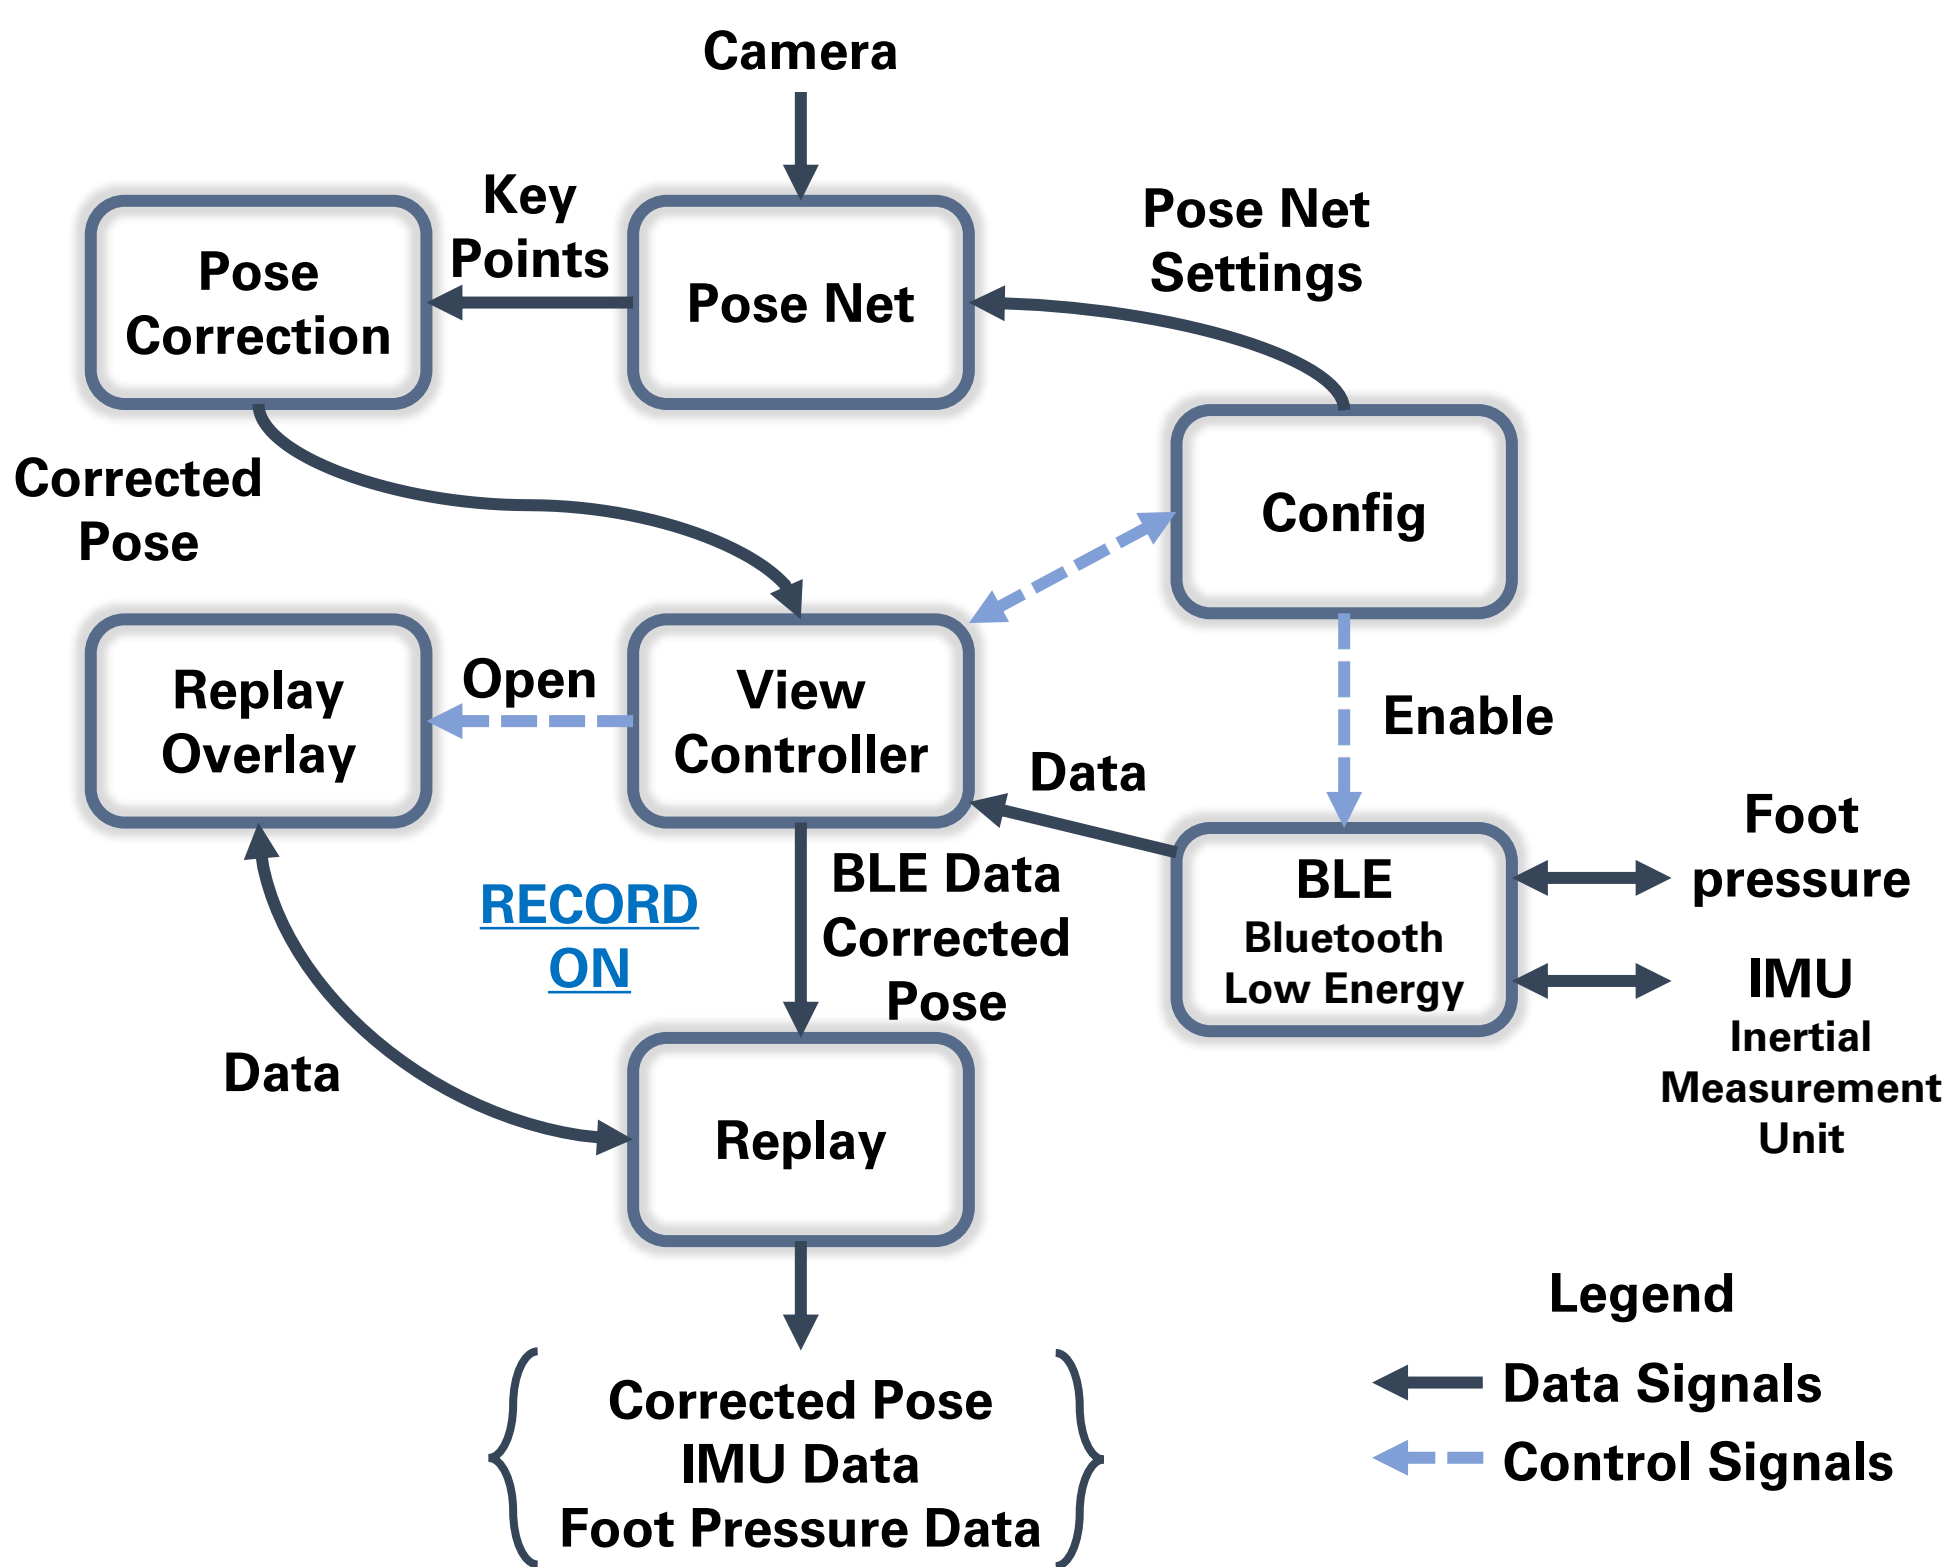 Camera
Key
Points
Pose Net
Settings
Pose
Correction
Pose Net
Corrected
Pose
Config
Replay
Overlay
Open
View
Controller
Enable
Data
Foot
pressure
BLE
Bluetooth
Low Energy
BLE Data
Corrected
Pose
RECORD
ON
IMU
Inertial
Measurement
Unit
Data
Replay
Legend
Data Signals
Control Signals
Corrected Pose
IMU Data
Foot Pressure Data